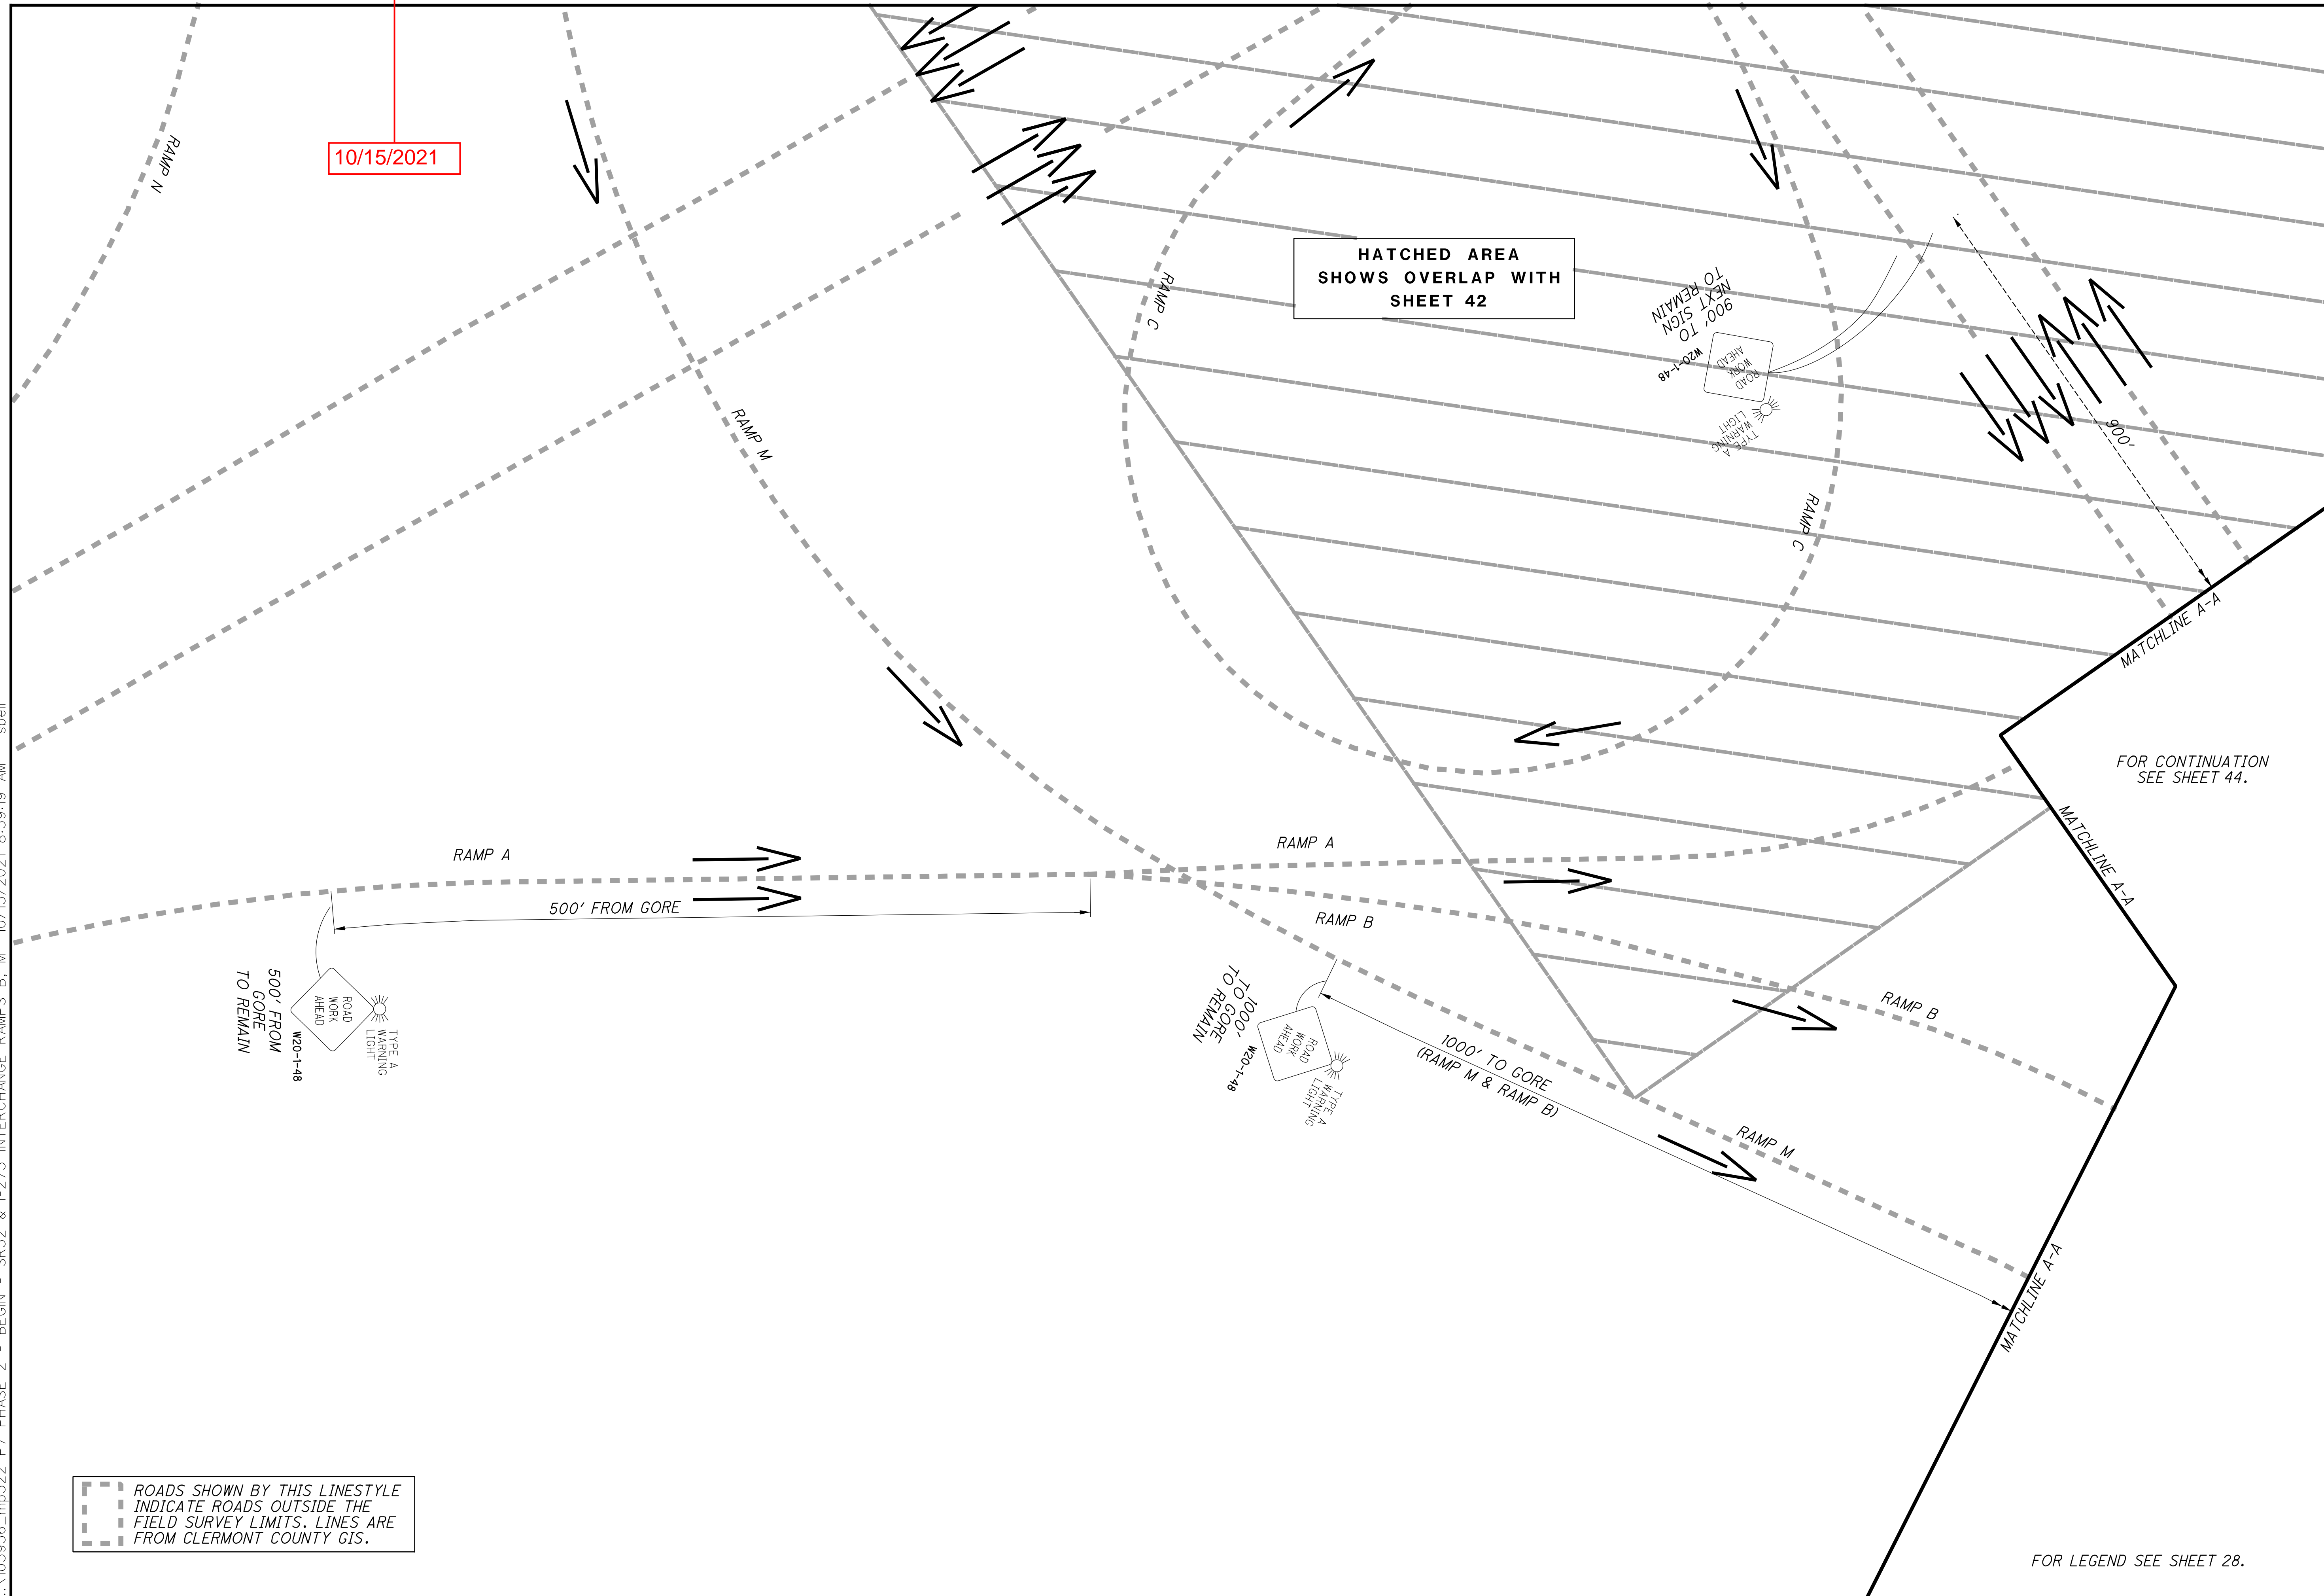 10/15/2021
RAMP N
RAMP M
RAMP C
HATCHED AREA
SHOWS OVERLAP WITH
SHEET 42
900' TO
NEXT SIGN
TO REMAIN
W20-1-48
ROAD
WORK
AHEAD
TYPE A
WARNING
LIGHT
RAMP C
900'
MATCHLINE A-A
FOR CONTINUATION
SEE SHEET 44.
MATCHLINE A-A
RAMP A
500' FROM GORE
RAMP A
RAMP B
500' FROM
GORE
TO REMAIN
W20-1-48
ROAD
WORK
AHEAD
TYPE A
WARNING
LIGHT
1000'
TO GORE
TO REMAIN
W20-1-48
ROAD
WORK
AHEAD
TYPE A
WARNING
LIGHT
1000' TO GORE
(RAMP M & RAMP B)
RAMP B
RAMP M
MATCHLINE A-A
ROADS SHOWN BY THIS LINESTYLE
INDICATE ROADS OUTSIDE THE
FIELD SURVEY LIMITS. LINES ARE
FROM CLERMONT COUNTY GIS.
FOR LEGEND SEE SHEET 28.